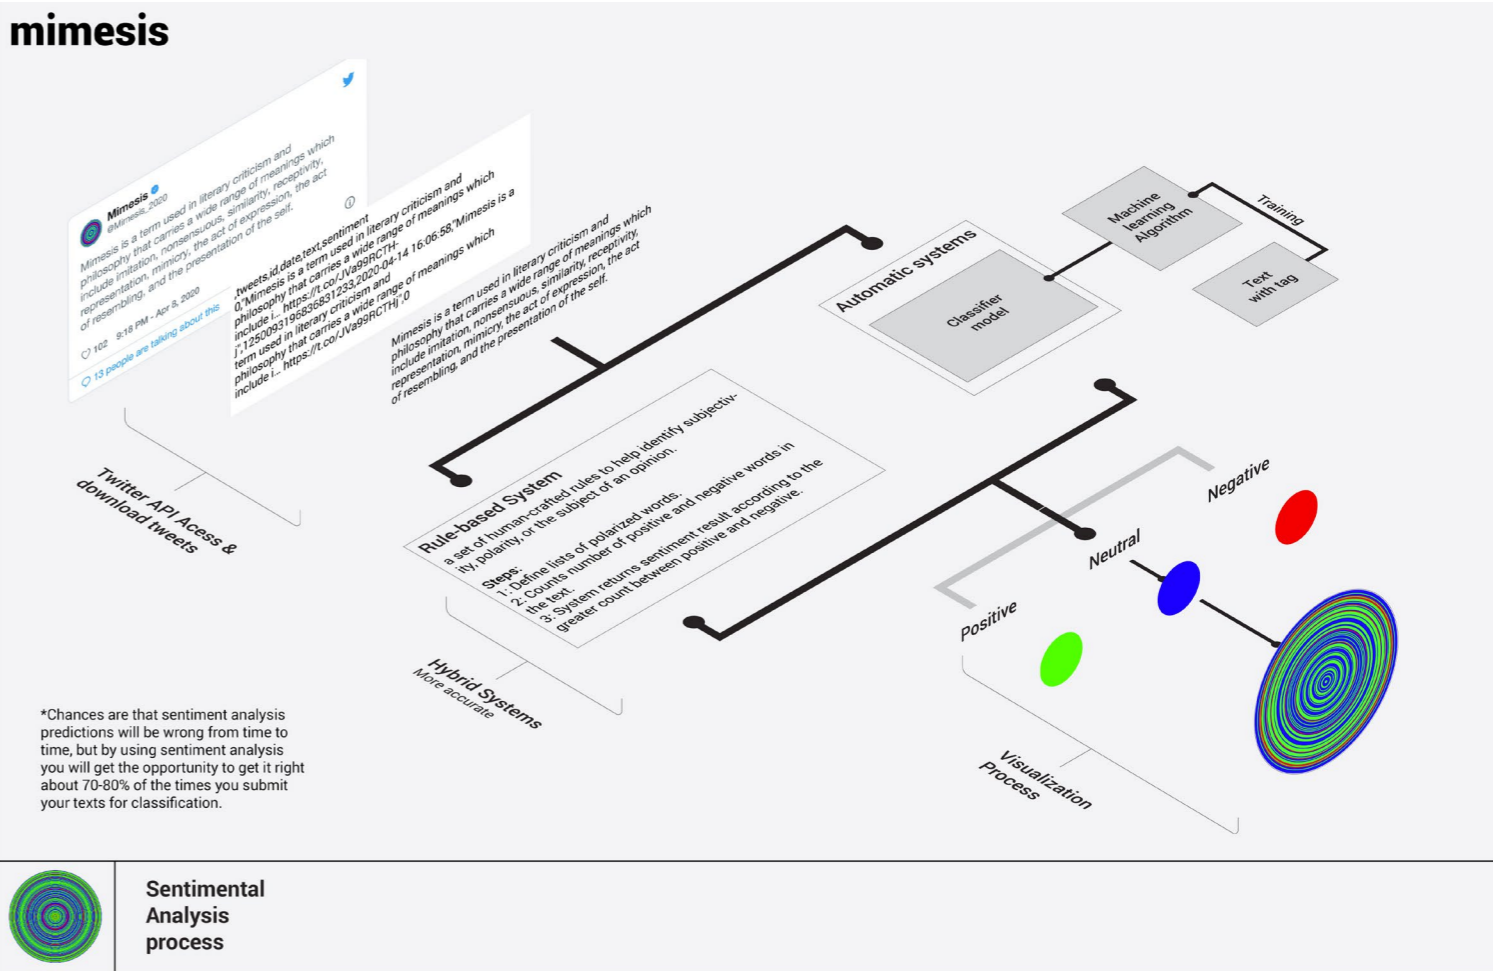 mimesis
Mimesis
@Mimesis_2020
Mimesis is a term used in literary criticism and
philosophy that carries a wide range of meanings which
include imitation, nonsensuous, similarity, receptivity,
representation, mimicry, the act of expression, the act
of resembling, and the presentation of the self.
9:18 PM - Apr 8, 2020
102
13 people are talking about this
,tweets,id,date,text,sentiment
0,"Mimesis is a term used in literary criticism and
philosophy that carries a wide range of meanings which
include i... https://t.co/JVa99RCTH-
j",1250093196836831233,2020-04-14 16:06:58,"Mimesis is a
term used in literary criticism and
philosophy that carries a wide range of meanings which
include i... https://t.co/JVa99RCTHj",0
Mimesis is a term used in literary criticism and
philosophy that carries a wide range of meanings which
include imitation, nonsensuous, similarity, receptivity,
representation, mimicry, the act of expression, the act
of resembling, and the presentation of the self.
Twitter API Acess &
download tweets
Rule-based System
a set of human-crafted rules to help identify subjectiv-
ity, polarity, or the subject of an opinion.
Steps:
1: Define lists of polarized words.
2: Counts number of positive and negative words in
the text.
3: System returns sentiment result according to the
greater count between positive and negative.
Automatic systems
Classifier
model
Machine
learning
Algorithm
Training
Text
with tag
Hybrid Systems
More accurate
Negative
Neutral
Positive
Visualization
Process
*Chances are that sentiment analysis
predictions will be wrong from time to
time, but by using sentiment analysis
you will get the opportunity to get it right
about 70-80% of the times you submit
your texts for classification.
Sentimental
Analysis
process